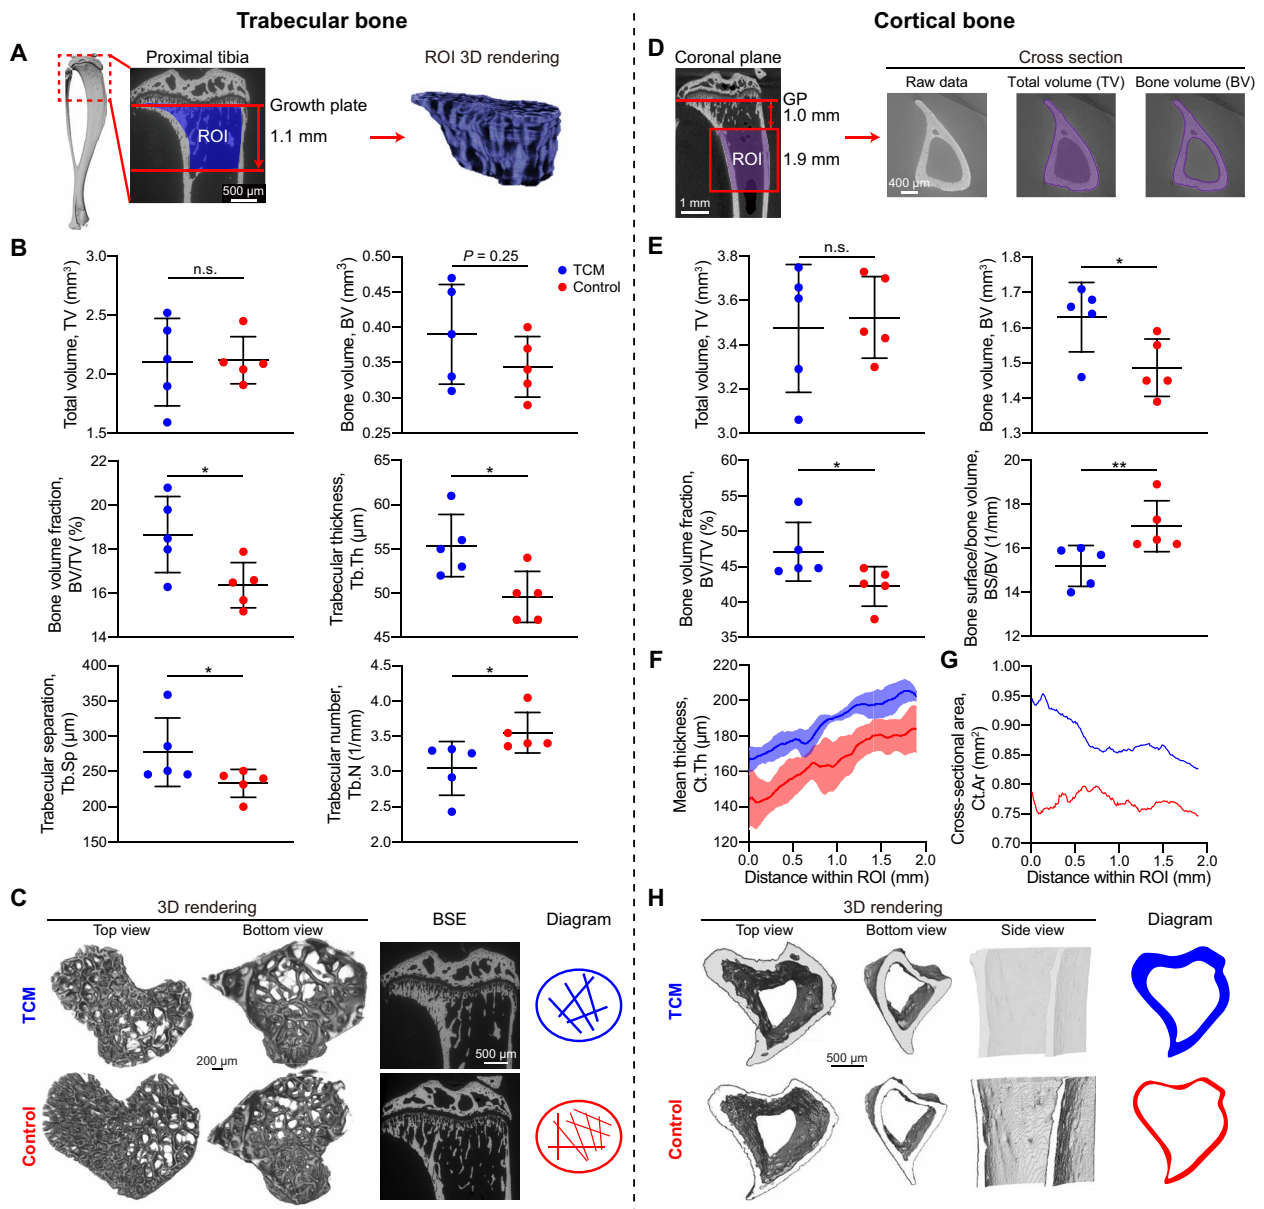 Trabecular bone
A
Proximal tibia
ROI
Growth plate
1.1 mm
500 µm
ROI 3D rendering
B
Total volume, TV (mm³)
3.0
2.5
2.0
1.5
n.s.
Bone volume, BV (mm³)
0.50
0.45
0.40
0.35
0.30
0.25
P = 0.25
TCM
Control
Bone volume fraction,
BV/TV (%)
22
20
18
16
14
*
Trabecular thickness,
Tb.Th (µm)
65
60
55
50
45
*
Trabecular separation,
Tb.Sp (µm)
400
350
300
250
200
150
*
Trabecular number,
Tb.N (1/mm)
4.5
4.0
3.5
3.0
2.5
2.0
*
C
3D rendering
Top view
Bottom view
BSE
Diagram
TCM
200 µm
500 µm
Control
Cortical bone
D
Coronal plane
GP
1.0 mm
ROI
1.9 mm
1 mm
Cross section
Raw data
Total volume (TV)
Bone volume (BV)
400 µm
E
Total volume, TV (mm³)
3.8
3.6
3.4
3.2
3.0
n.s.
Bone volume, BV (mm³)
1.8
1.7
1.6
1.5
1.4
1.3
*
Bone volume fraction,
BV/TV (%)
60
55
50
45
40
35
*
Bone surface/bone volume,
BS/BV (1/mm)
20
18
16
14
12
**
F
Mean thickness,
Ct.Th (µm)
220
200
180
160
140
120
0.0
0.5
1.0
1.5
2.0
Distance within ROI (mm)
G
Cross-sectional area,
Ct.Ar (mm²)
1.00
0.95
0.90
0.85
0.80
0.75
0.70
0.0
0.5
1.0
1.5
2.0
Distance within ROI (mm)
H
3D rendering
Top view
Bottom view
Side view
Diagram
TCM
500 µm
Control